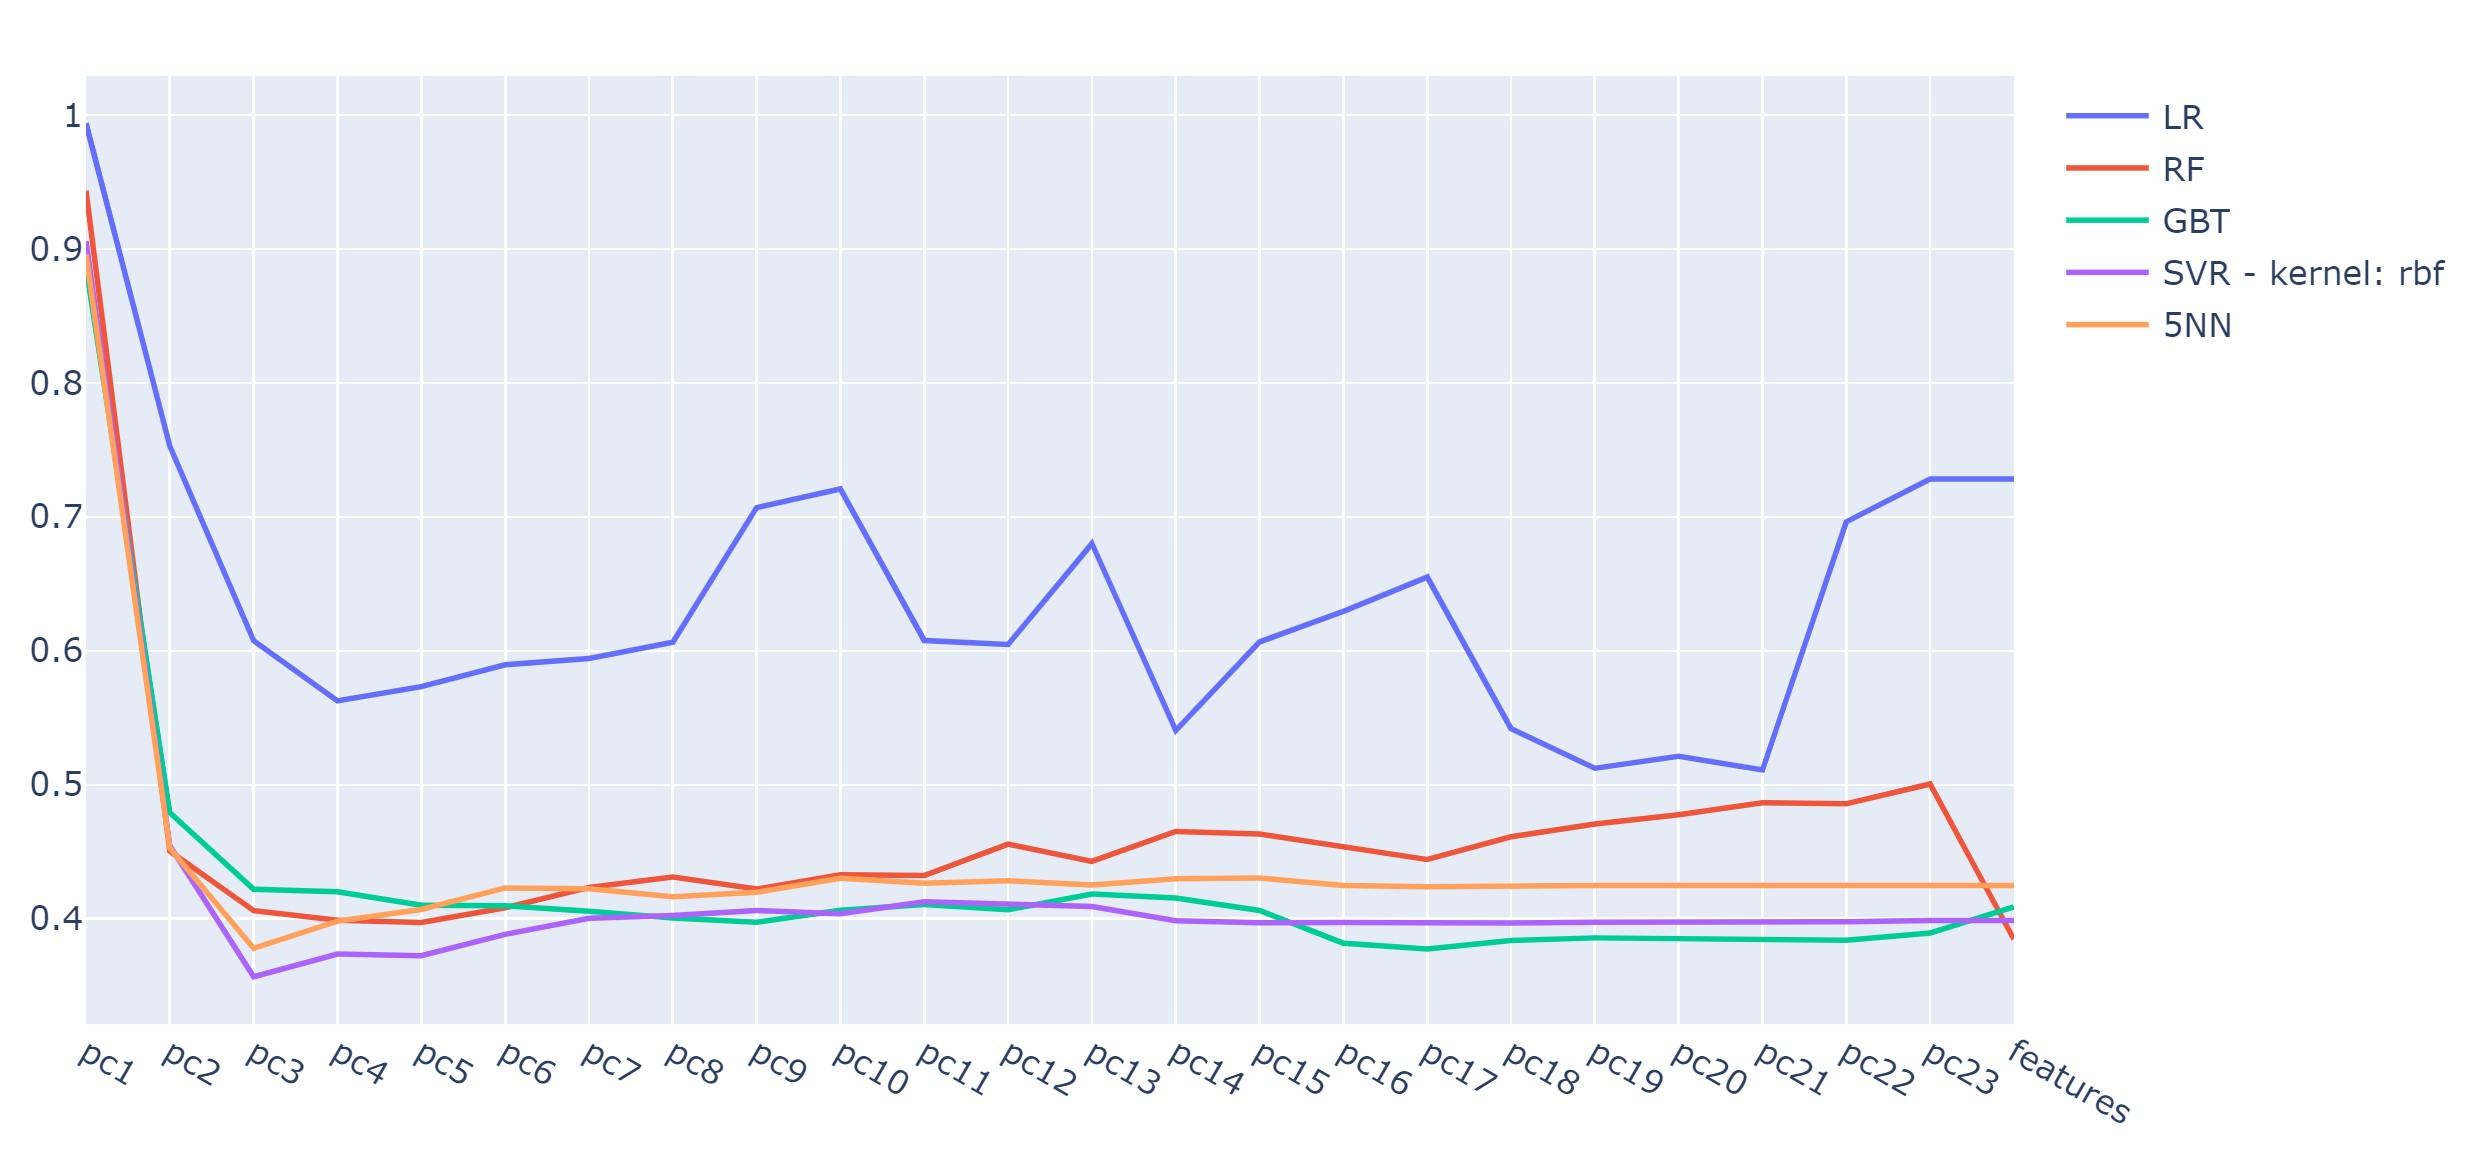 1
0.9
0.8
0.7
0.6
0.5
0.4
pc1 pc2 pc3 pc4 pc5 pc6 pc7 pc8 pc9 pc10 pc11 pc12 pc13 pc14 pc15 pc16 pc17 pc18 pc19 pc20 pc21 pc22 pc23 features
LR
RF
GBT
SVR - kernel: rbf
5NN